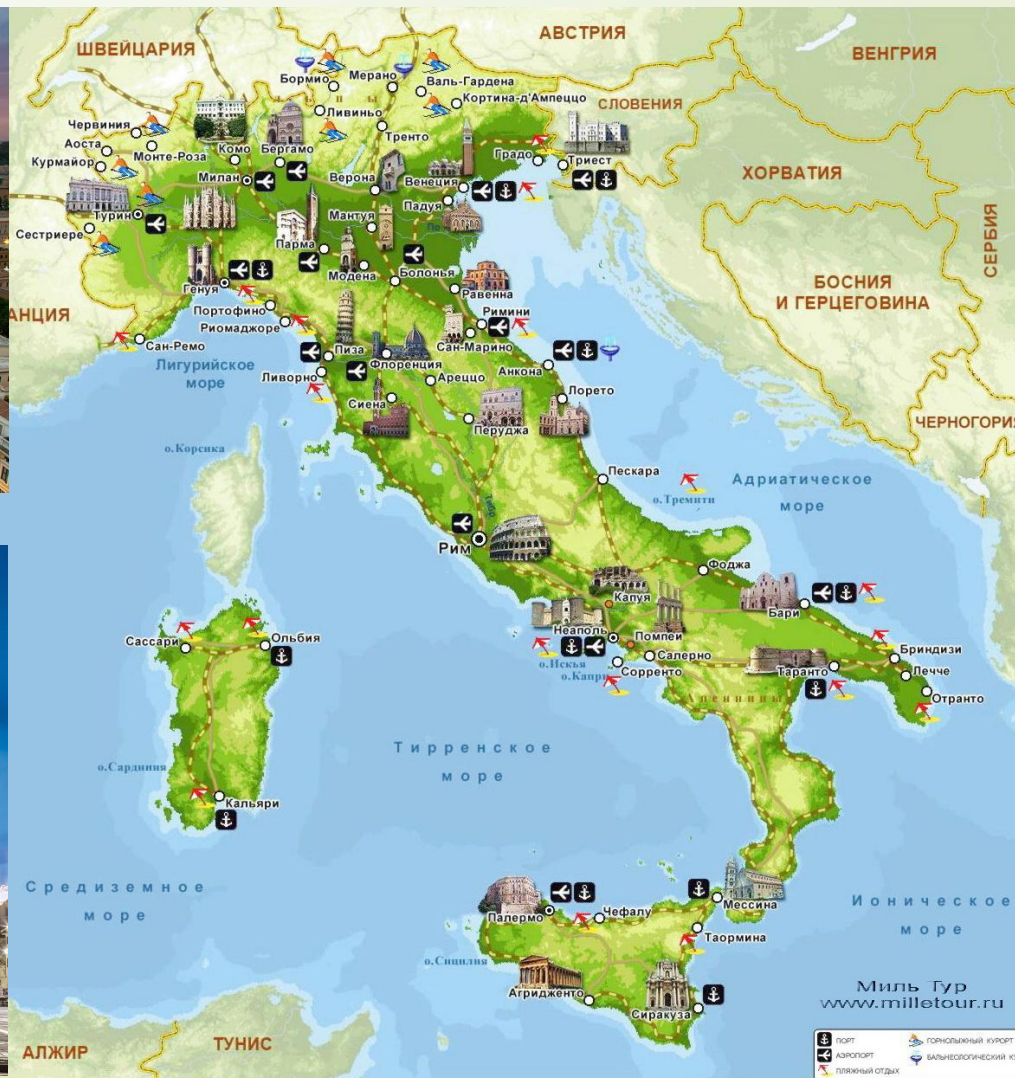 ШВЕЙЦАРИЯ
АВСТРИЯ
ВЕНГРИЯ
Бормио
Мерано
Валь-Гардена
Кортина-д'Ампеццо
СЛОВЕНИЯ
Ливиньо
Червиния
Тренто
Аоста
Монте-Роза
Комо
Бергамо
Курмайор
Градо
Триест
ХОРВАТИЯ
Милан
Верона
Венеция
Падуя
Турин
Мантуя
Сестриере
СЕРБИЯ
Парма
Модена
Болонья
Генуя
Равенна
БОСНИЯ
И ГЕРЦЕГОВИНА
Портофино
АНЦИЯ
Риомаджоре
Римини
Сан-Марино
Сан-Ремо
Пиза
Флоренция
Анкона
Лигурийское
море
Ливорно
Ареццо
Лорето
Сиена
Перуджа
ЧЕРНОГОРИЯ
о.Корсика
Пескара
Адриатическое
море
о.Тремити
Тибр
Рим
Фоджа
Капуя
Бари
Неаполь
Помпеи
Сассари
Ольбия
Салерно
Бриндизи
о.Искья
о.Капри
Сорренто
Таранто
Лечче
Отранто
Апеннины
Тирренское
море
о.Сардиния
Кальяри
Средиземное
море
Мессина
Ионическое
море
Палермо
Чефалу
Таормина
о.Сицилия
Агридженто
Сиракуза
Миль Тур
www.milletour.ru
АЛЖИР
ТУНИС
ПОРТ
ГОРНОЛЫЖНЫЙ КУРОРТ
АЭРОПОРТ
БАЛЬНЕОЛОГИЧЕСКИЙ К
ПЛЯЖНЫЙ ОТДЫХ